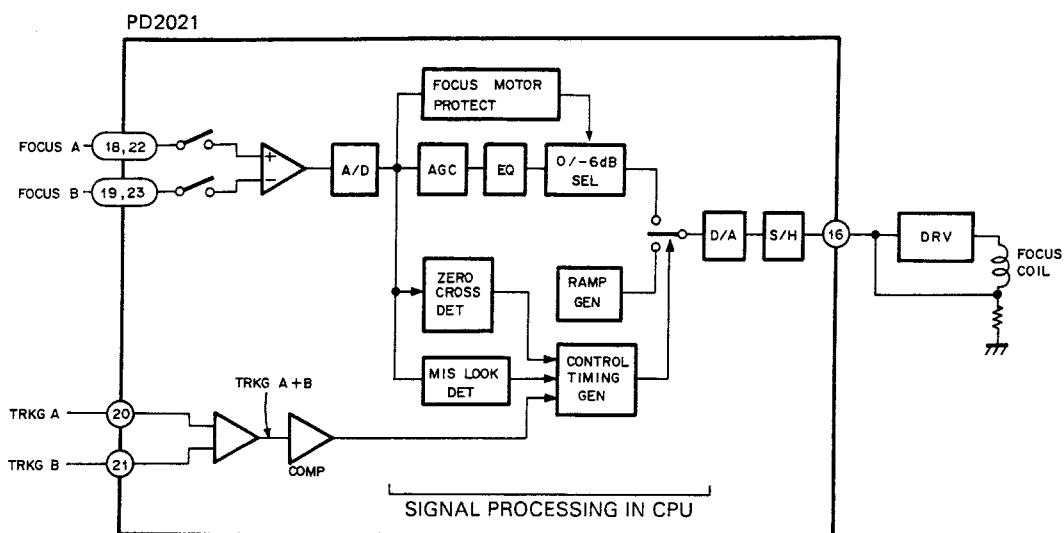 PD2021
FOCUS MOTOR
PROTECT
FOCUS A
18,22
+
A/D
AGC
EQ
0/-6dB
SEL
FOCUS B
19,23
−
D/A
S/H
16
DRV
FOCUS
COIL
ZERO
CROSS
DET
RAMP
GEN
MIS LOOK
DET
CONTROL
TIMING
GEN
TRKG A+B
TRKG A
20
TRKG B
21
COMP
SIGNAL PROCESSING IN CPU